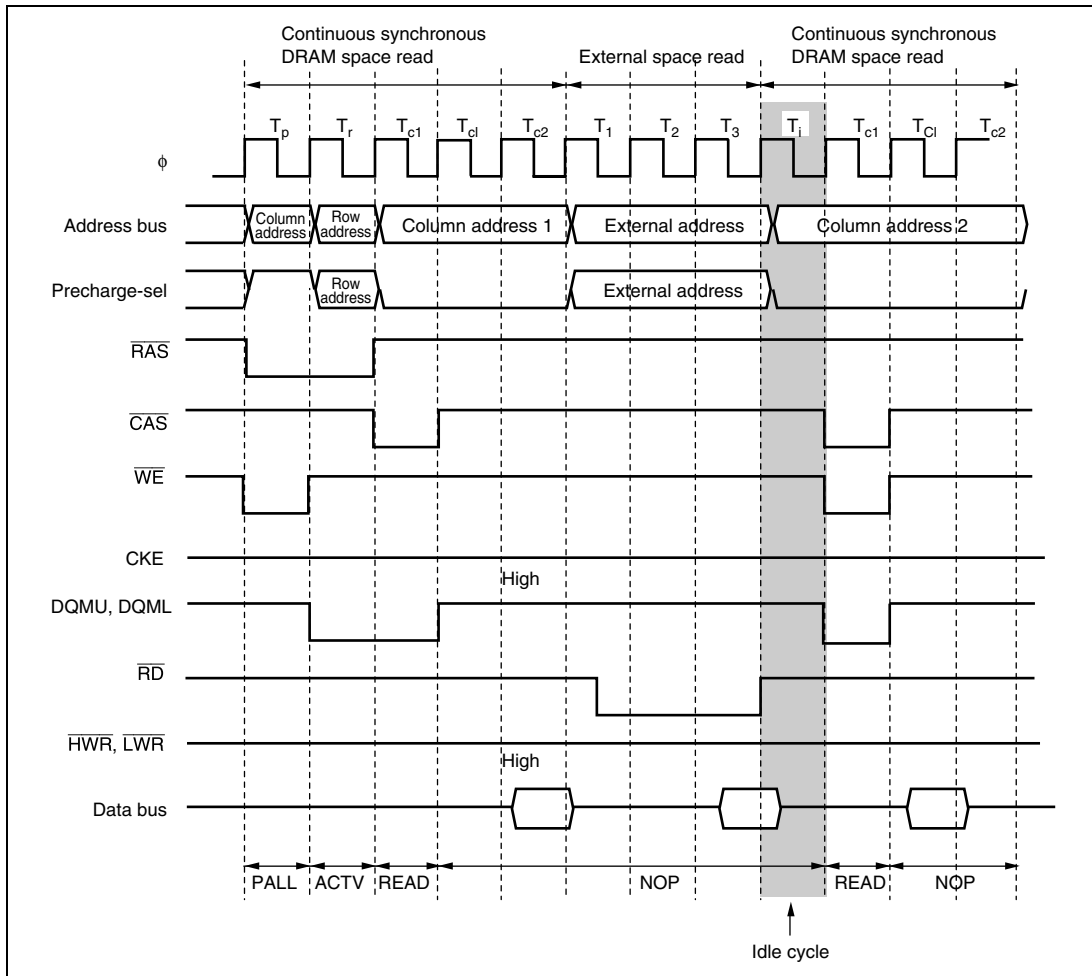 Continuous synchronous
DRAM space read
External space read
Continuous synchronous
DRAM space read
Tp Tr Tc1 Tcl Tc2 T1 T2 T3 Ti Tc1 TCl Tc2
ϕ
Address bus
Column
address
Row
address
Column address 1
External address
Column address 2
Precharge-sel
Row
address
External address
RAS
CAS
WE
CKE
High
DQMU, DQML
RD
HWR, LWR
High
Data bus
PALL ACTV READ NOP READ NOP
Idle cycle